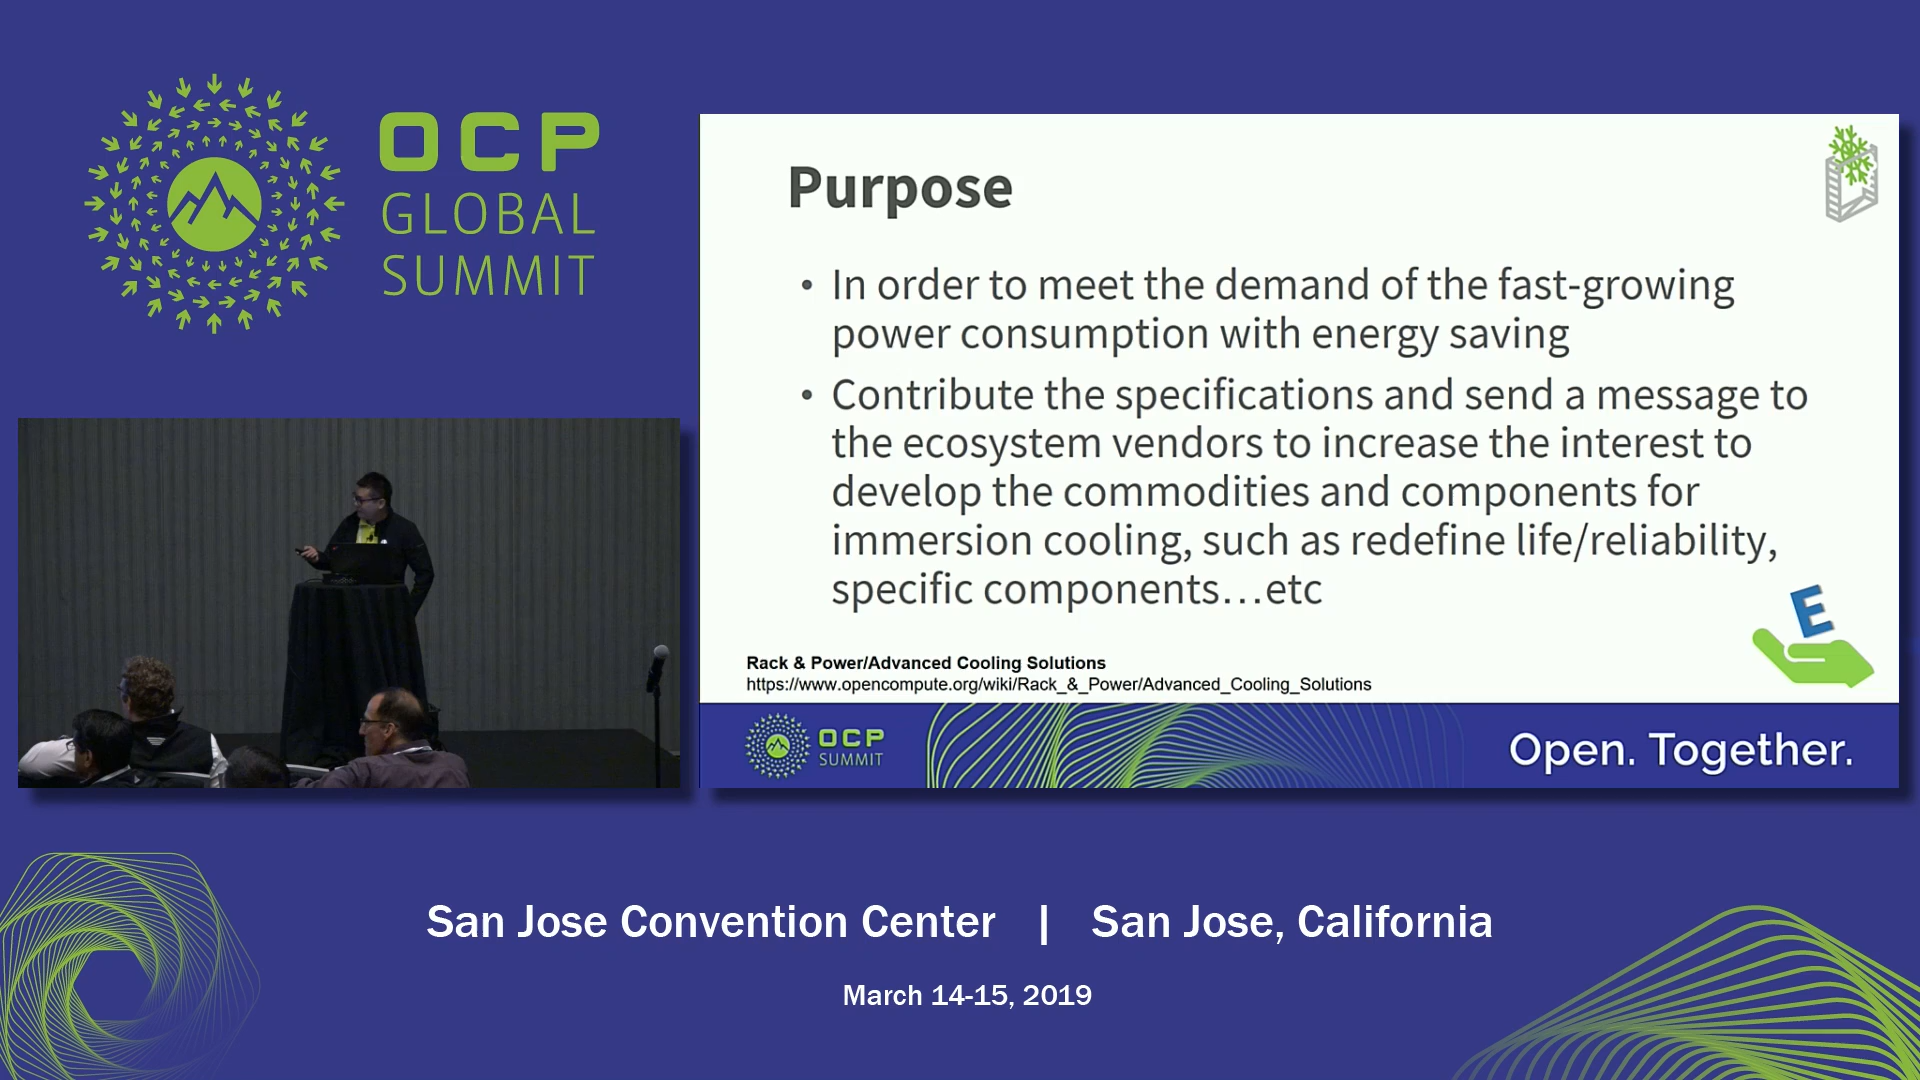 OCP
GLOBAL
SUMMIT
Purpose
• In order to meet the demand of the fast-growing
power consumption with energy saving
• Contribute the specifications and send a message to
the ecosystem vendors to increase the interest to
develop the commodities and components for
immersion cooling, such as redefine life/reliability,
specific components...etc
E
Rack & Power/Advanced Cooling Solutions
https://www.opencompute.org/wiki/Rack_&_Power/Advanced_Cooling_Solutions
OCP
SUMMIT
Open. Together.
San Jose Convention Center | San Jose, California
March 14-15, 2019